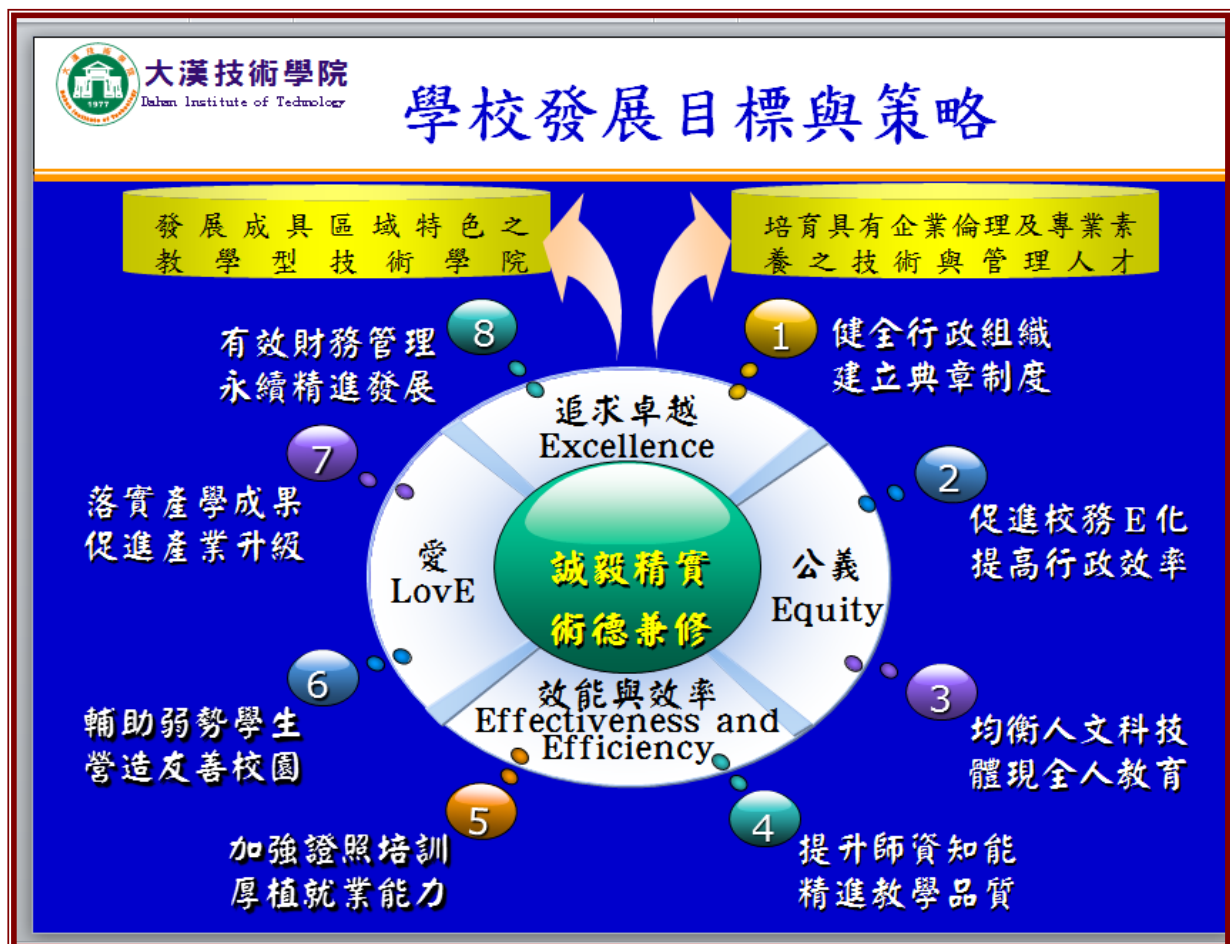 大漢技術學院
Dahan Institute of Technology
1977
學校發展目標與策略
發展成具區域特色之
教學型技術學院
培育具有企業倫理及專業素
養之技術與管理人才
1
健全行政組織
建立典章制度
2
促進校務E化
提高行政效率
3
均衡人文科技
體現全人教育
4
提升師資知能
精進教學品質
5
加強證照培訓
厚植就業能力
6
輔助弱勢學生
營造友善校園
7
落實產學成果
促進產業升級
8
有效財務管理
永續精進發展
追求卓越
Excellence
公義
Equity
效能與效率
Effectiveness and
Efficiency
愛
LovE
誠毅精實
術德兼修